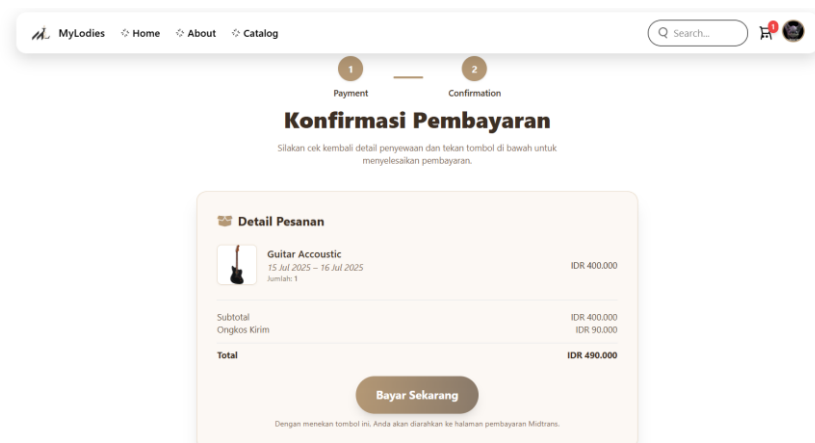 MyLodies Home About Catalog Search... 1
1 2
Payment Confirmation
Konfirmasi Pembayaran
Silakan cek kembali detail penyewaan dan tekan tombol di bawah untuk
menyelesaikan pembayaran.
Detail Pesanan
Guitar Accoustic
15 Jul 2025 – 16 Jul 2025 IDR 400.000
Jumlah: 1
Subtotal IDR 400.000
Ongkos Kirim IDR 90.000
Total IDR 490.000
Bayar Sekarang
Dengan menekan tombol ini. Anda akan diarahkan ke halaman pembayaran Midtrans.